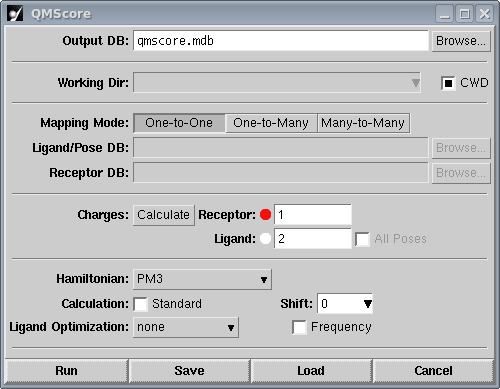 QMScore
Output DB: qmscore.mdb Browse...
Working Dir: CWD
Mapping Mode: One-to-One One-to-Many Many-to-Many
Ligand/Pose DB: Browse...
Receptor DB: Browse...
Charges: Calculate Receptor: 1
Ligand: 2 All Poses
Hamiltonian: PM3
Calculation: Standard Shift: 0
Ligand Optimization: none Frequency
Run Save Load Cancel